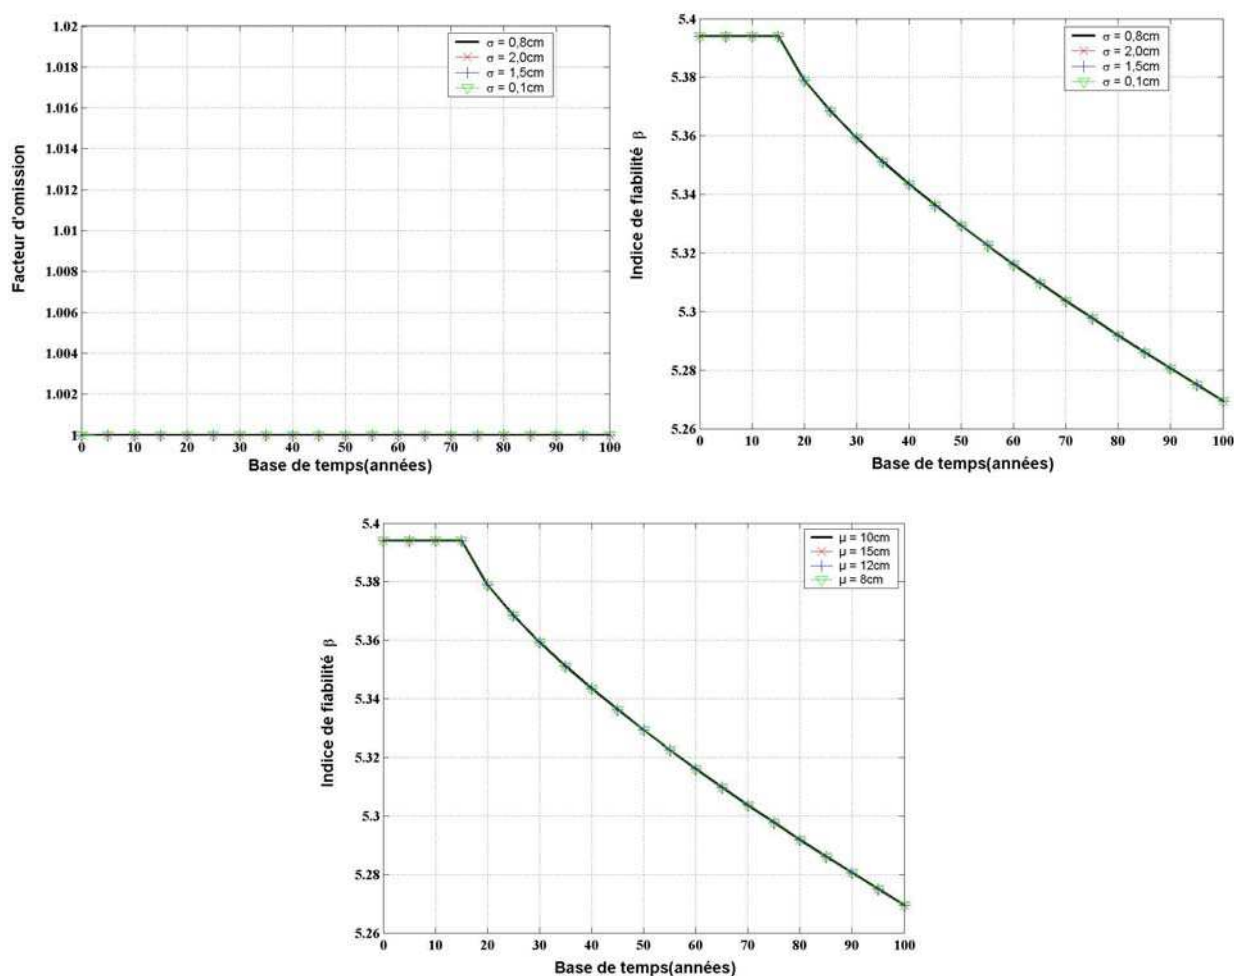 1.02
1.018
1.016
1.014
1.012
1.01
1.008
1.006
1.004
1.002
1
Facteur d'omission
σ = 0,8cm
σ = 2,0cm
σ = 1,5cm
σ = 0,1cm
0 10 20 30 40 50 60 70 80 90 100
Base de temps(années)
5.4
5.38
5.36
5.34
5.32
5.3
5.28
5.26
Indice de fiabilité β
σ = 0,8cm
σ = 2,0cm
σ = 1,5cm
σ = 0,1cm
0 10 20 30 40 50 60 70 80 90 100
Base de temps(années)
5.4
5.38
5.36
5.34
5.32
5.3
5.28
5.26
Indice de fiabilité β
µ = 10cm
µ = 15cm
µ = 12cm
µ = 8cm
0 10 20 30 40 50 60 70 80 90 100
Base de temps(années)